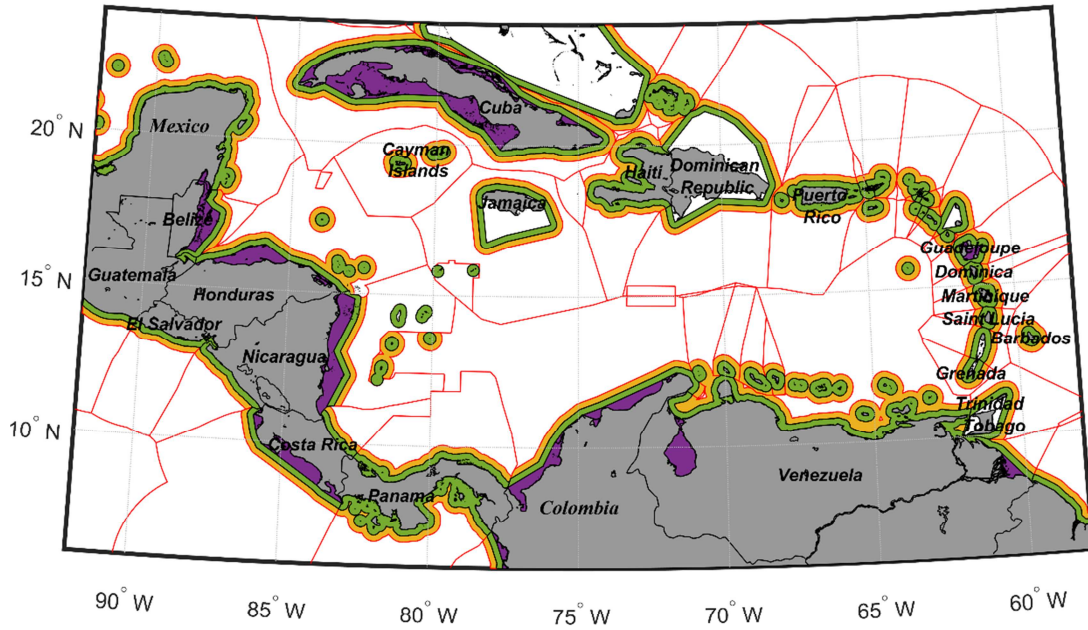 20° N
15° N
10° N
Mexico
Cuba
Cayman
Islands
Haiti
Dominican
Republic
Jamaica
Puerto
Rico
Belize
Guadeloupe
Guatemala
Dominica
Honduras
Martinique
El Salvador
Saint Lucia
Nicaragua
Barbados
Grenada
Trinidad
Tobago
Costa Rica
Venezuela
Panama
Colombia
90° W
85° W
80° W
75° W
70° W
65° W
60° W